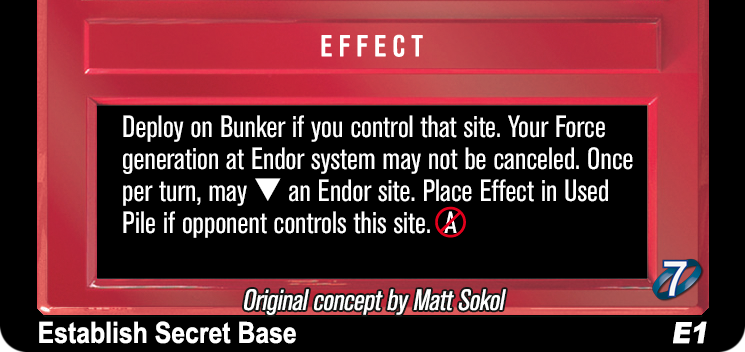 EFFECT
Deploy on Bunker if you control that site. Your Force
generation at Endor system may not be canceled. Once
per turn, may ▼ an Endor site. Place Effect in Used
Pile if opponent controls this site. A
7
Original concept by Matt Sokol
Establish Secret Base E1